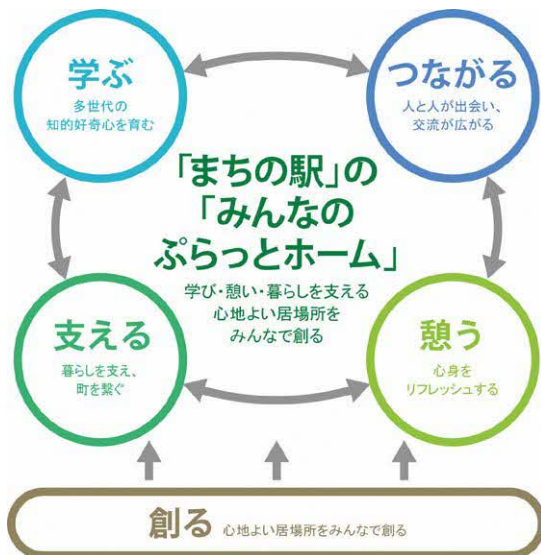 学ぶ
多世代の
知的好奇心を育む
つながる
人と人が出会い、
交流が広がる
「まちの駅」の
「みんなの
ぷらっとホーム」
学び・憩い・暮らしを支える
心地よい居場所を
みんなで創る
支える
暮らしを支え、
町を繋ぐ
憩う
心身を
リフレッシュする
創る 心地よい居場所をみんなで創る